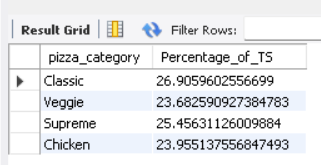 Result Grid Filter Rows:
pizza_category Percentage_of_TS
Classic 26.9059602556699
Veggie 23.682590927384783
Supreme 25.45631126009884
Chicken 23.955137556847493